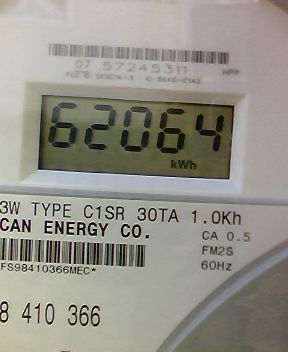 07 57245311 HPP
62064
kWh
3W TYPE C1SR 30TA 1.0Kh
CAN ENERGY CO.
CA 0.5
FM2S
60Hz
FS98410366MEC*
8 410 366